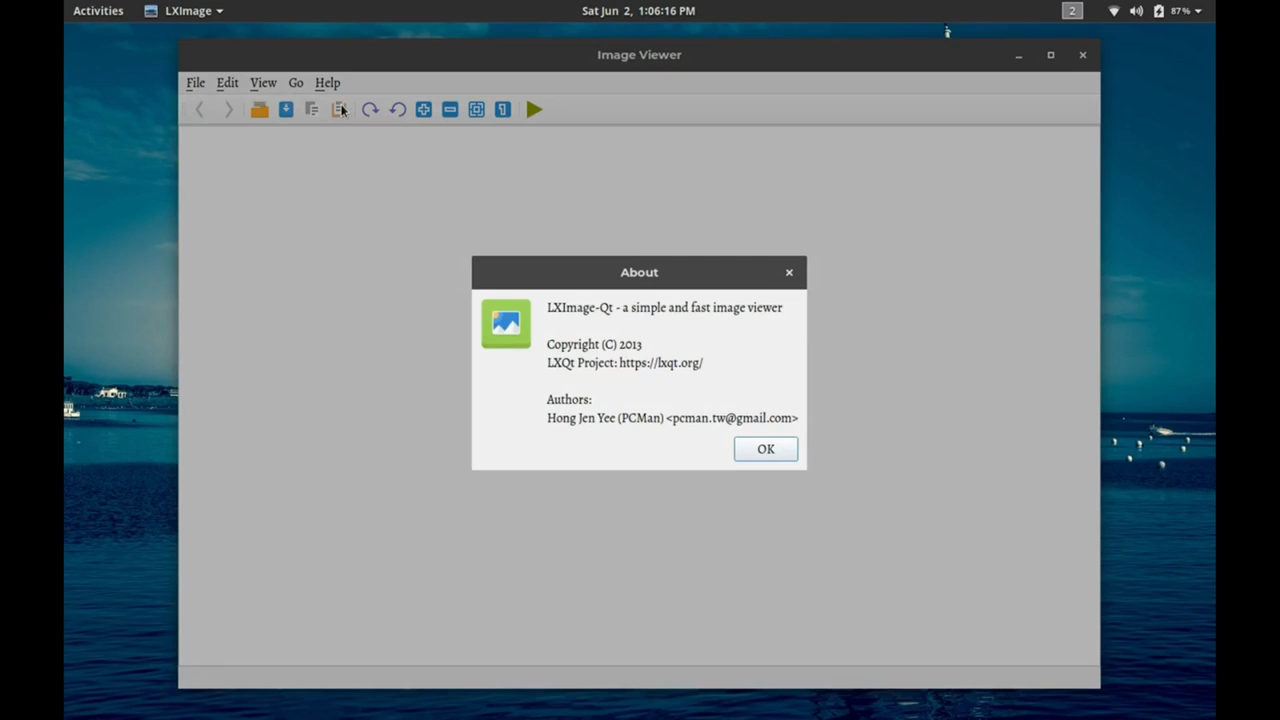 Activities
LXImage
Sat Jun 2, 1:06:16 PM
2
87%
Image Viewer
File Edit View Go Help
About
LXImage-Qt - a simple and fast image viewer
Copyright (C) 2013
LXQt Project: https://lxqt.org/
Authors:
Hong Jen Yee (PCMan) <pcman.tw@gmail.com>
OK